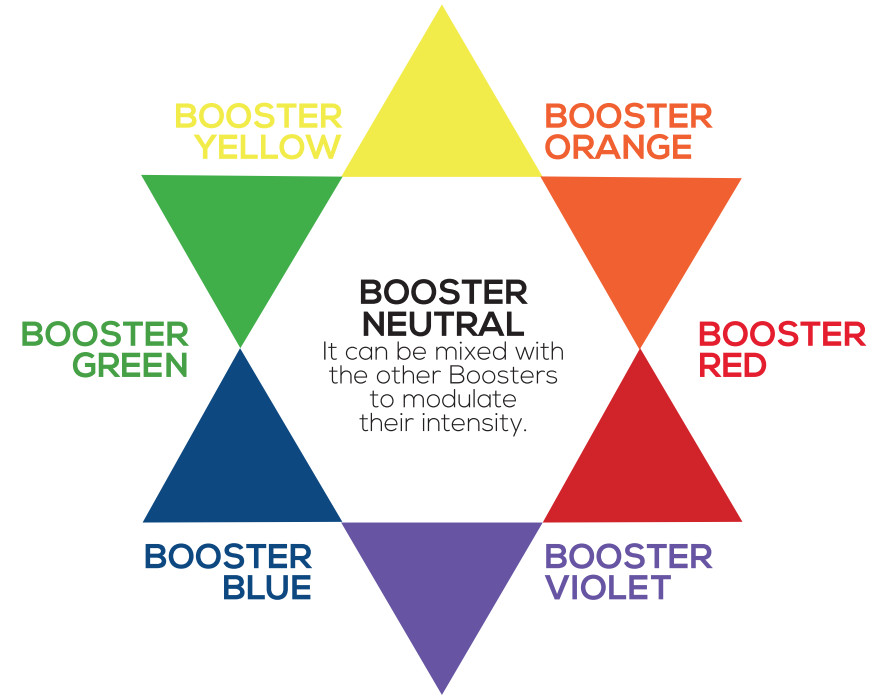 BOOSTER
YELLOW
BOOSTER
ORANGE
BOOSTER
GREEN
BOOSTER
NEUTRAL
It can be mixed with
the other Boosters
to modulate
their intensity.
BOOSTER
RED
BOOSTER
BLUE
BOOSTER
VIOLET